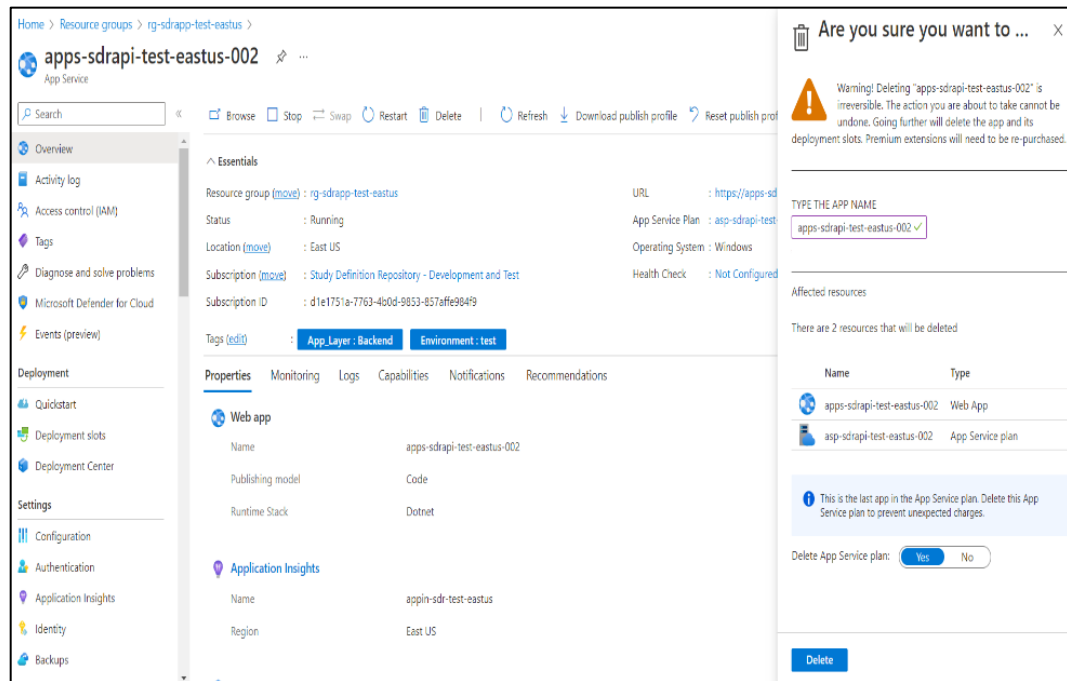 Home > Resource groups > rg-sdrapp-test-eastus >
apps-sdrapi-test-eastus-002
App Service
Search
Overview
Activity log
Access control (IAM)
Tags
Diagnose and solve problems
Microsoft Defender for Cloud
Events (preview)
Deployment
Quickstart
Deployment slots
Deployment Center
Settings
Configuration
Authentication
Application Insights
Identity
Backups
Browse Stop Swap Restart Delete Refresh Download publish profile Reset publish prof
Essentials
Resource group (move) : rg-sdrapp-test-eastus
Status : Running
Location (move) : East US
Subscription (move) : Study Definition Repository - Development and Test
Subscription ID : d1e1751a-7763-4b0d-9853-857affe984f9
URL : https://apps-sd
App Service Plan : asp-sdrapi-test-
Operating System : Windows
Health Check : Not Configured
Tags (edit) : App_Layer : Backend Environment : test
Properties Monitoring Logs Capabilities Notifications Recommendations
Web app
Name apps-sdrapi-test-eastus-002
Publishing model Code
Runtime Stack Dotnet
Application Insights
Name appin-sdr-test-eastus
Region East US
Are you sure you want to ...
Warning! Deleting "apps-sdrapi-test-eastus-002" is
irreversible. The action you are about to take cannot be
undone. Going further will delete the app and its
deployment slots. Premium extensions will need to be re-purchased.
TYPE THE APP NAME
apps-sdrapi-test-eastus-002
Affected resources
There are 2 resources that will be deleted
Name Type
apps-sdrapi-test-eastus-002 Web App
asp-sdrapi-test-eastus-002 App Service plan
This is the last app in the App Service plan. Delete this App
Service plan to prevent unexpected charges.
Delete App Service plan: Yes No
Delete